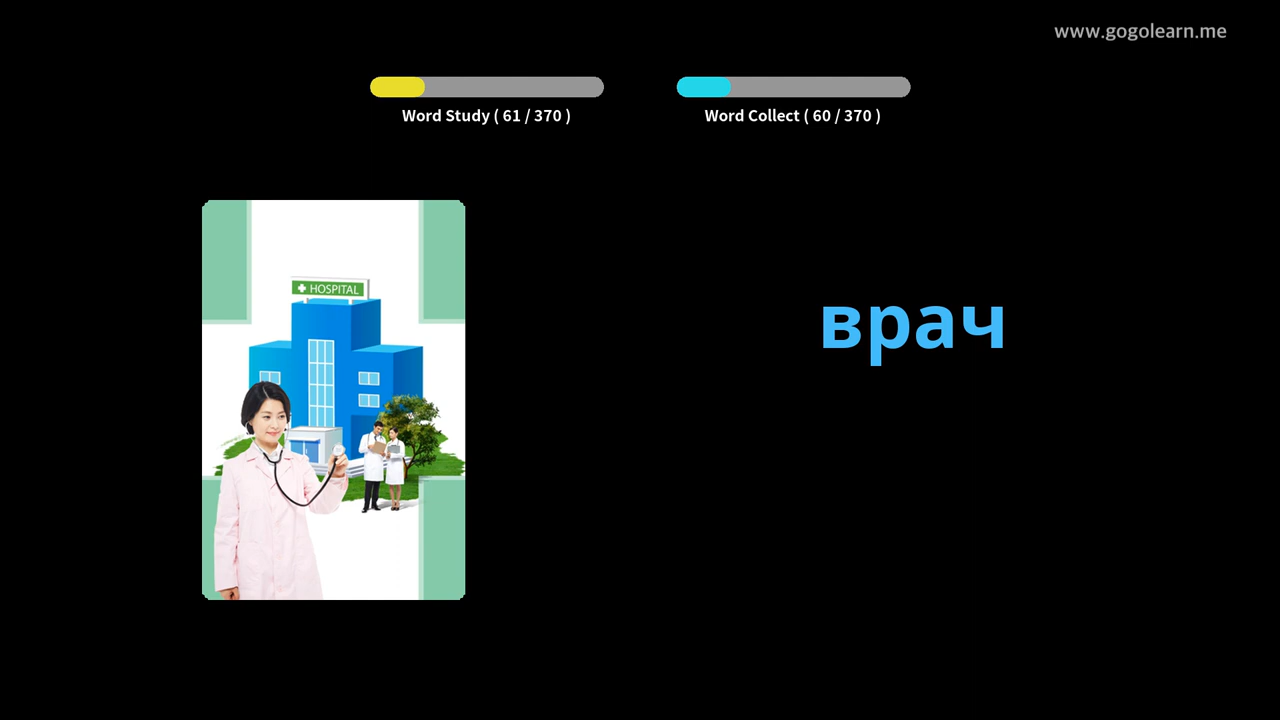 www.gogolearn.me
Word Study ( 61 / 370 )
Word Collect ( 60 / 370 )
HOSPITAL
врач